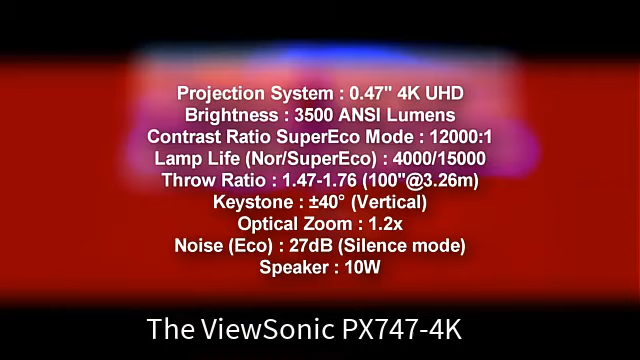 Projection System : 0.47" 4K UHD
Brightness : 3500 ANSI Lumens
Contrast Ratio SuperEco Mode : 12000:1
Lamp Life (Nor/SuperEco) : 4000/15000
Throw Ratio : 1.47-1.76 (100"@3.26m)
Keystone : ±40° (Vertical)
Optical Zoom : 1.2x
Noise (Eco) : 27dB (Silence mode)
Speaker : 10W
The ViewSonic PX747-4K